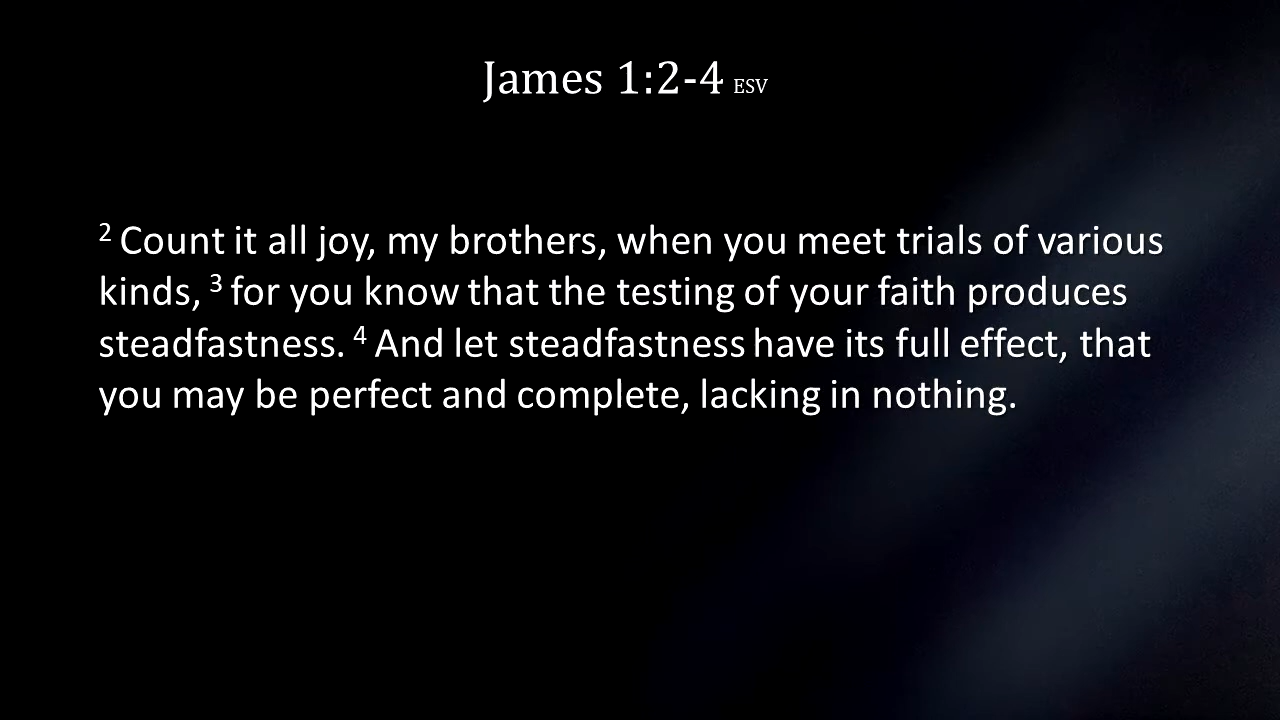 James 1:2-4 ESV
2 Count it all joy, my brothers, when you meet trials of various
kinds, 3 for you know that the testing of your faith produces
steadfastness. 4 And let steadfastness have its full effect, that
you may be perfect and complete, lacking in nothing.